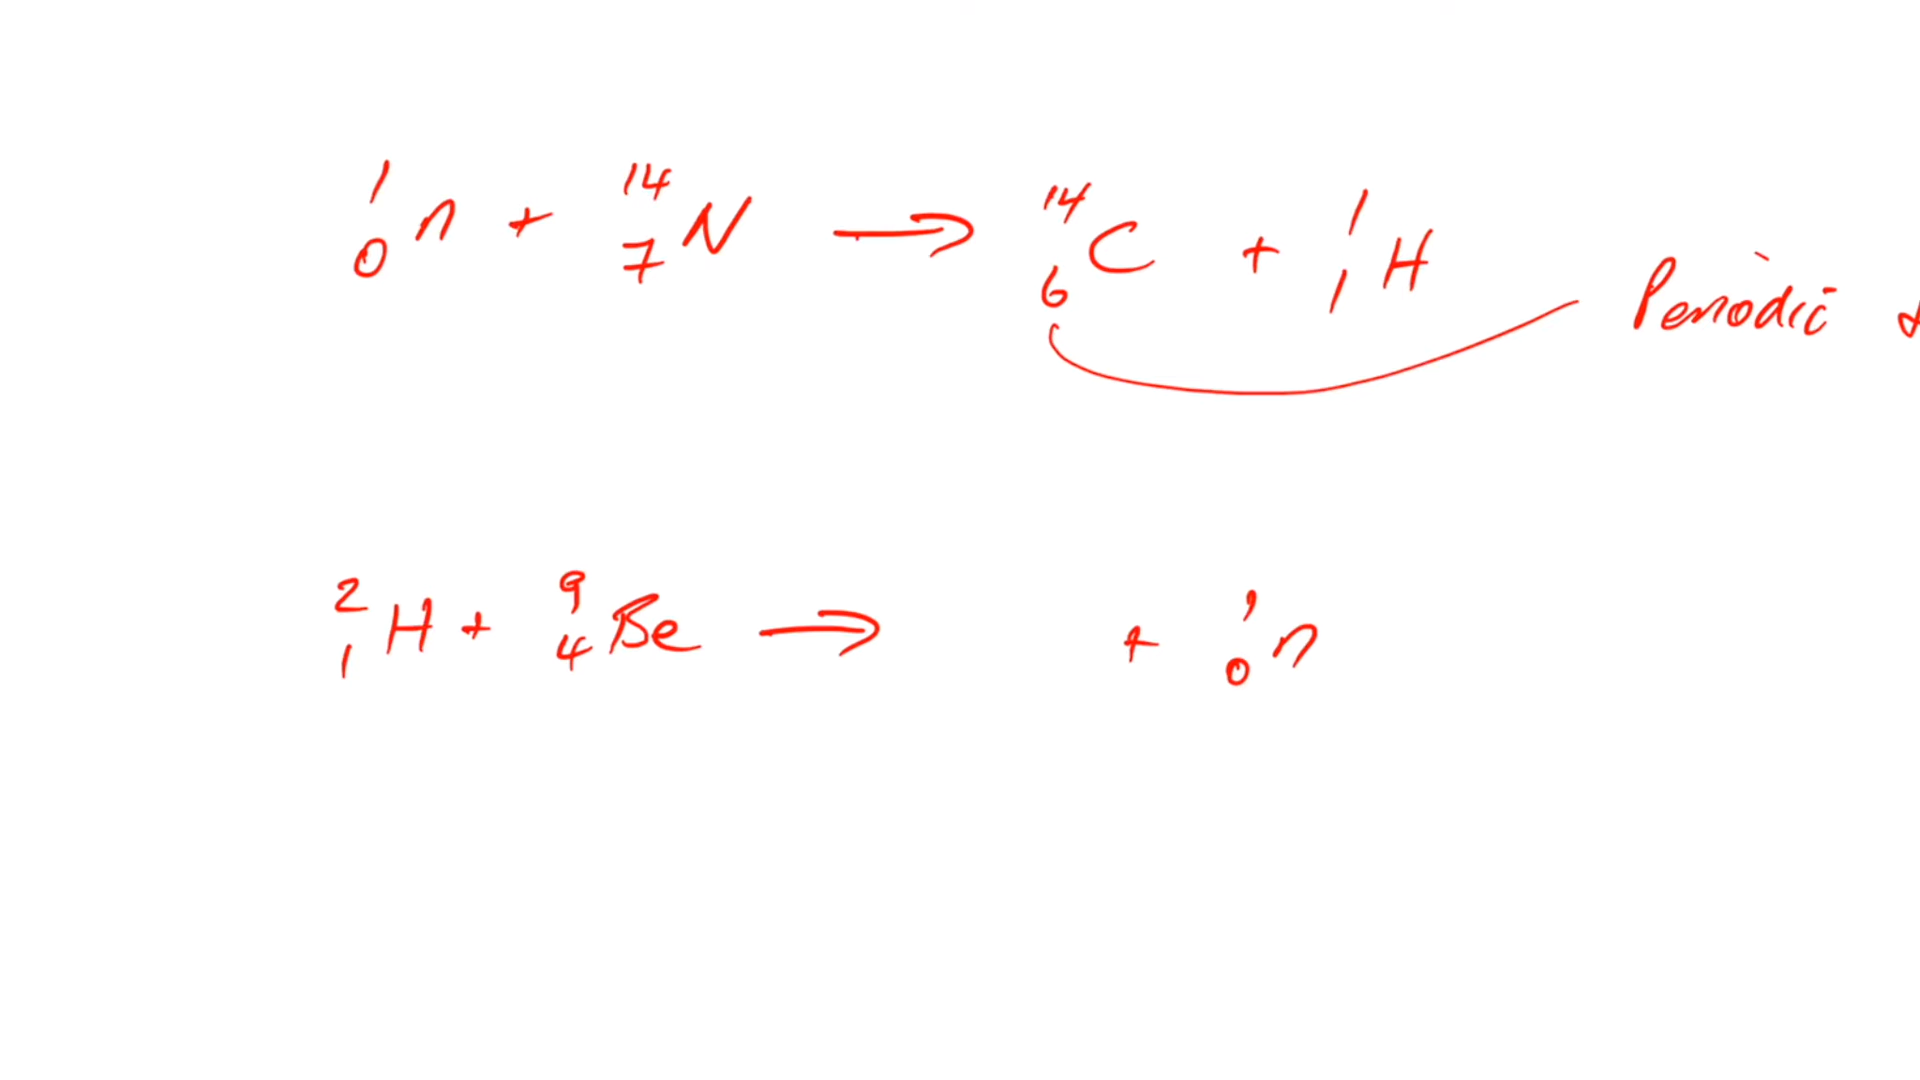 ¹₀n + ¹⁴₇N → ¹⁴₆C + ¹₁H
Periodic
²₁H + ⁹₄Be → + ¹₀n